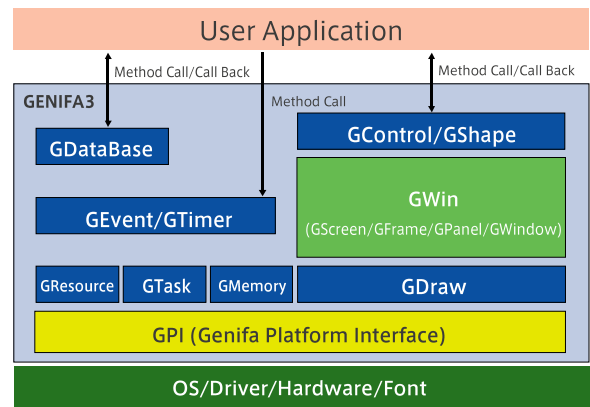 User Application
Method Call/Call Back
Method Call/Call Back
GENIFA3
Method Call
GDataBase
GControl/GShape
GWin
(GScreen/GFrame/GPanel/GWindow)
GEvent/GTimer
GResource
GTask
GMemory
GDraw
GPI (Genifa Platform Interface)
OS/Driver/Hardware/Font